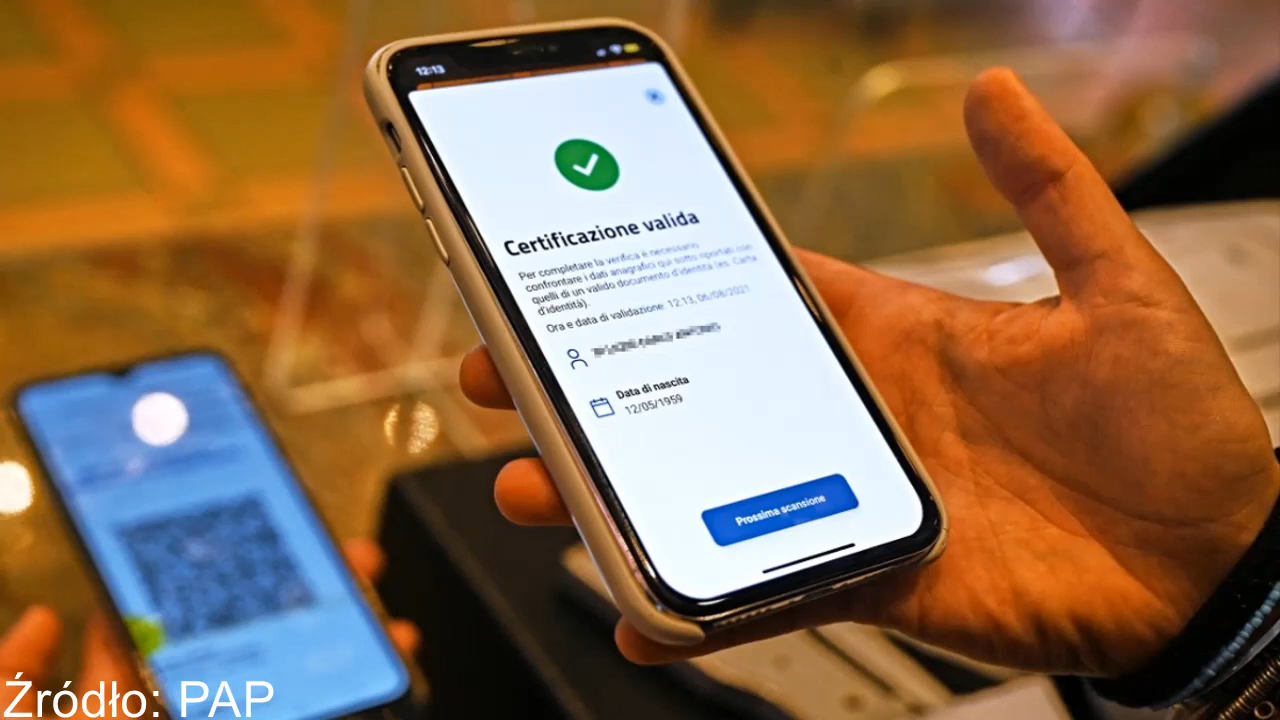 12:13
Certificazione valida
Per completare la verifica è necessario
confrontare i dati anagrafici qui sotto riportati con
quelli di un valido documento d'identità (es. Carta
d'identità).
Ora e data di validazione: 12:13, 06/08/2021
Data di nascita
12/05/1959
Prossima scansione
Źródło: PAP